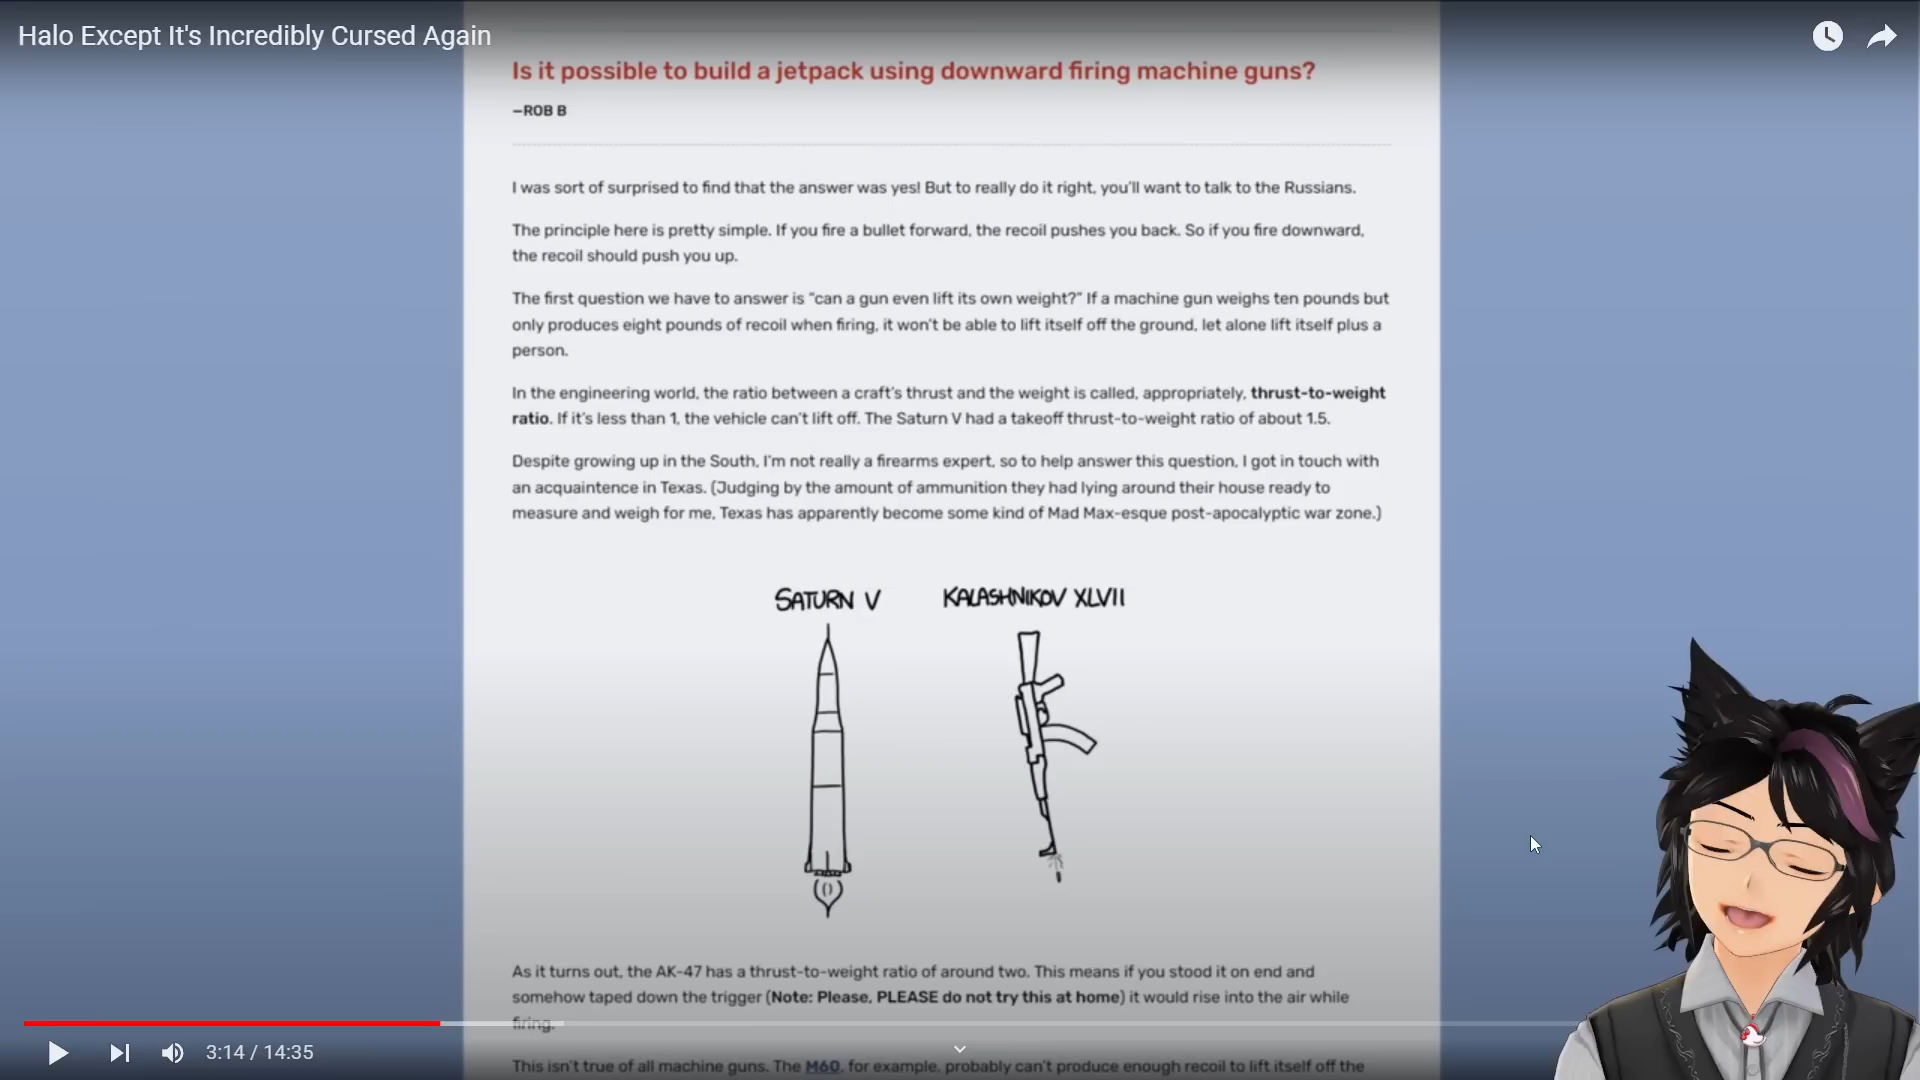 Halo Except It's Incredibly Cursed Again
Is it possible to build a jetpack using downward firing machine guns?
—ROB B
I was sort of surprised to find that the answer was yes! But to really do it right, you'll want to talk to the Russians.
The principle here is pretty simple. If you fire a bullet forward, the recoil pushes you back. So if you fire downward,
the recoil should push you up.
The first question we have to answer is "can a gun even lift its own weight?" If a machine gun weighs ten pounds but
only produces eight pounds of recoil when firing, it won't be able to lift itself off the ground, let alone lift itself plus a
person.
In the engineering world, the ratio between a craft's thrust and the weight is called, appropriately, thrust-to-weight
ratio. If it's less than 1, the vehicle can't lift off. The Saturn V had a takeoff thrust-to-weight ratio of about 1.5.
Despite growing up in the South, I'm not really a firearms expert, so to help answer this question, I got in touch with
an acquaintence in Texas. (Judging by the amount of ammunition they had lying around their house ready to
measure and weigh for me, Texas has apparently become some kind of Mad Max-esque post-apocalyptic war zone.)
SATURN V KALASHNIKOV XLVII
As it turns out, the AK-47 has a thrust-to-weight ratio of around two. This means if you stood it on end and
somehow taped down the trigger (Note: Please, PLEASE do not try this at home) it would rise into the air while
firing.
3:14 / 14:35
This isn't true of all machine guns. The M60, for example, probably can't produce enough recoil to lift itself off the